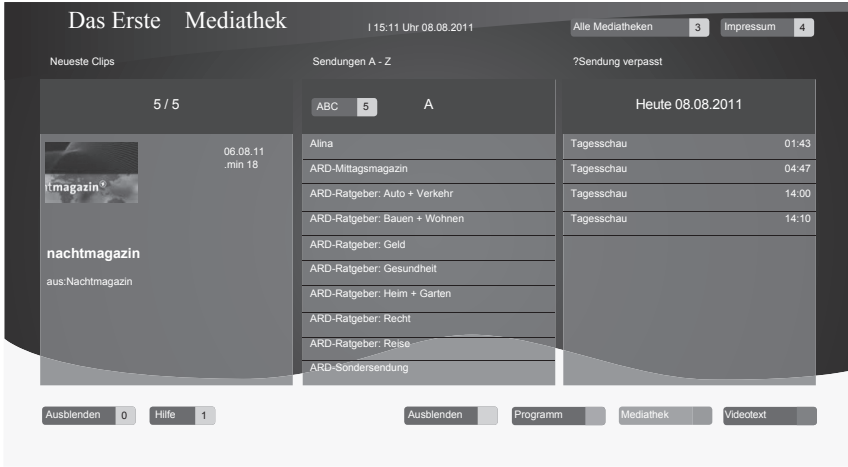 Das Erste Mediathek
I 15:11 Uhr 08.08.2011
Alle Mediatheken 3
Impressum 4
Neueste Clips
Sendungen A - Z
?Sendung verpasst
5 / 5
06.08.11
.min 18
tmagazin
nachtmagazin
aus:Nachtmagazin
ABC 5 A
Alina
ARD-Mittagsmagazin
ARD-Ratgeber: Auto + Verkehr
ARD-Ratgeber: Bauen + Wohnen
ARD-Ratgeber: Geld
ARD-Ratgeber: Gesundheit
ARD-Ratgeber: Heim + Garten
ARD-Ratgeber: Recht
ARD-Ratgeber: Reise
ARD-Sondersendung
Heute 08.08.2011
Tagesschau 01:43
Tagesschau 04:47
Tagesschau 14:00
Tagesschau 14:10
Ausblenden 0
Hilfe 1
Ausblenden
Programm
Mediathek
Videotext